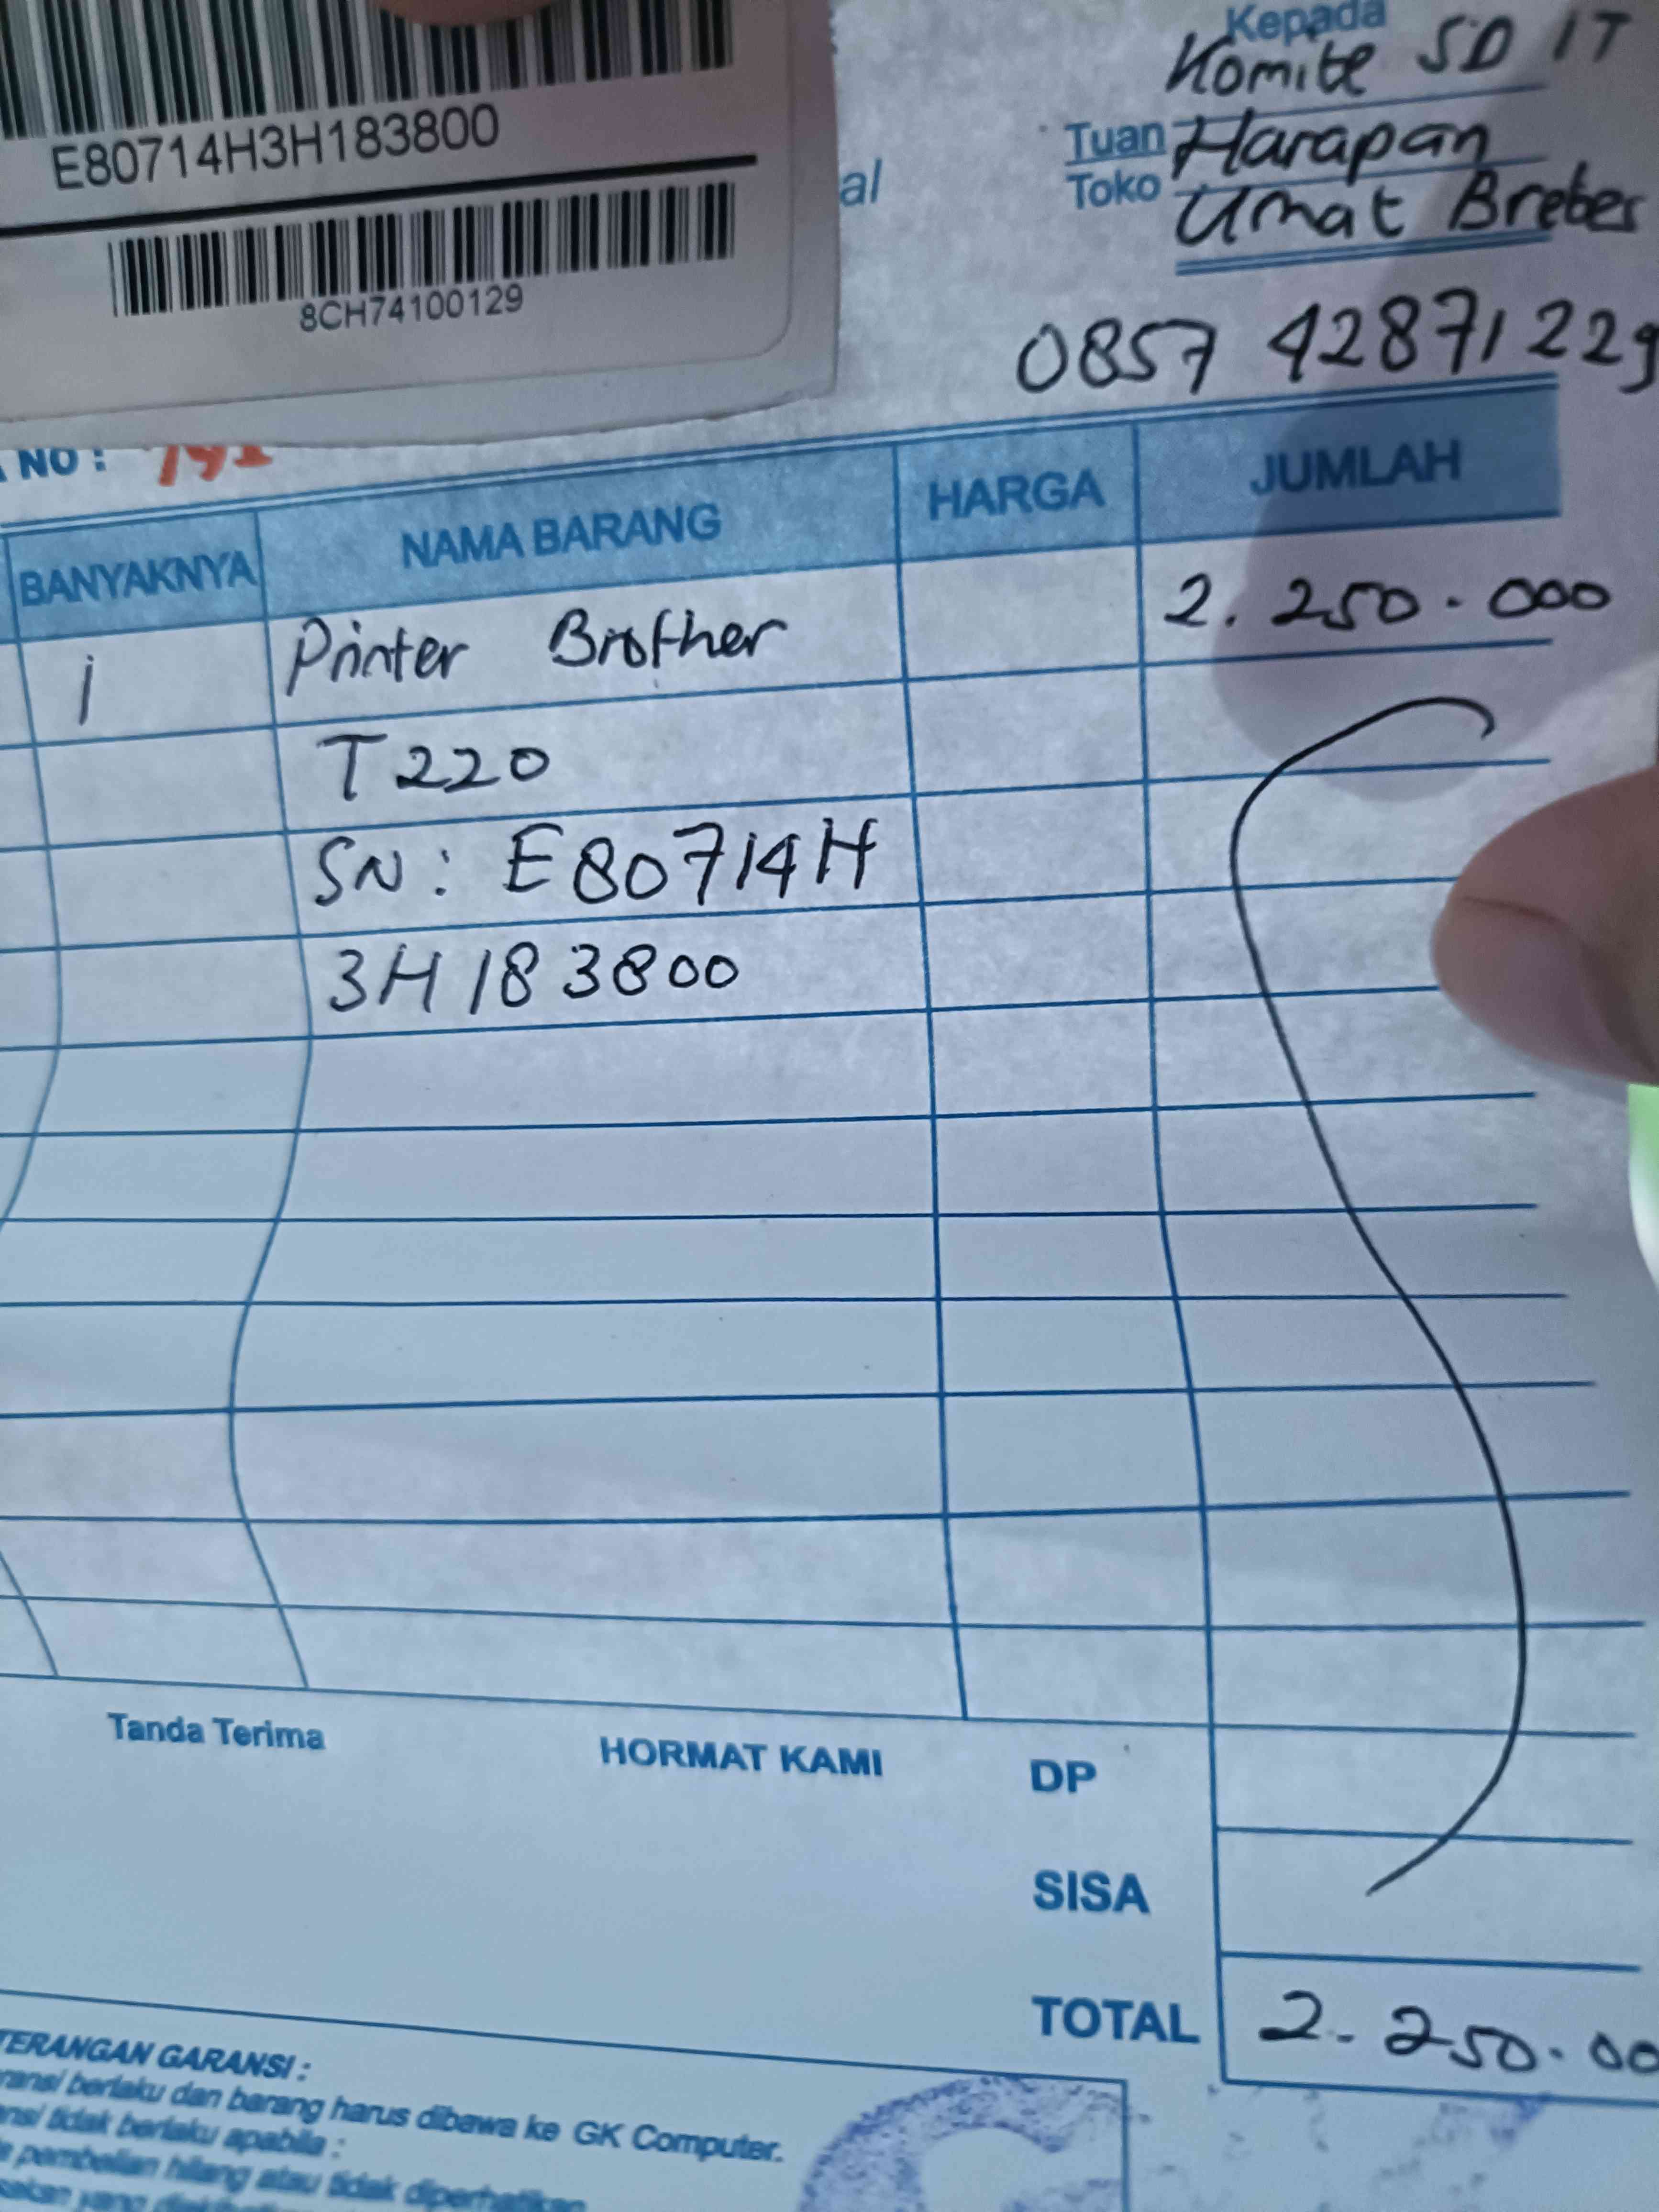 E80714H3H183800
8CH74100129
al
Kepada
Komite SD IT
Tuan Harapan
Toko Umat Brebes
0857 42871229
NO :
BANYAKNYA NAMA BARANG HARGA JUMLAH
1 Printer Brother 2.250.000
T220
SN: E80714H
3H183800
Tanda Terima HORMAT KAMI DP
SISA
TOTAL 2.250.00
TERANGAN GARANSI :
ransi berlaku dan barang harus dibawa ke GK Computer.
nsi tidak berlaku apabila :
pembelian hilang atau tidak diperhatikan